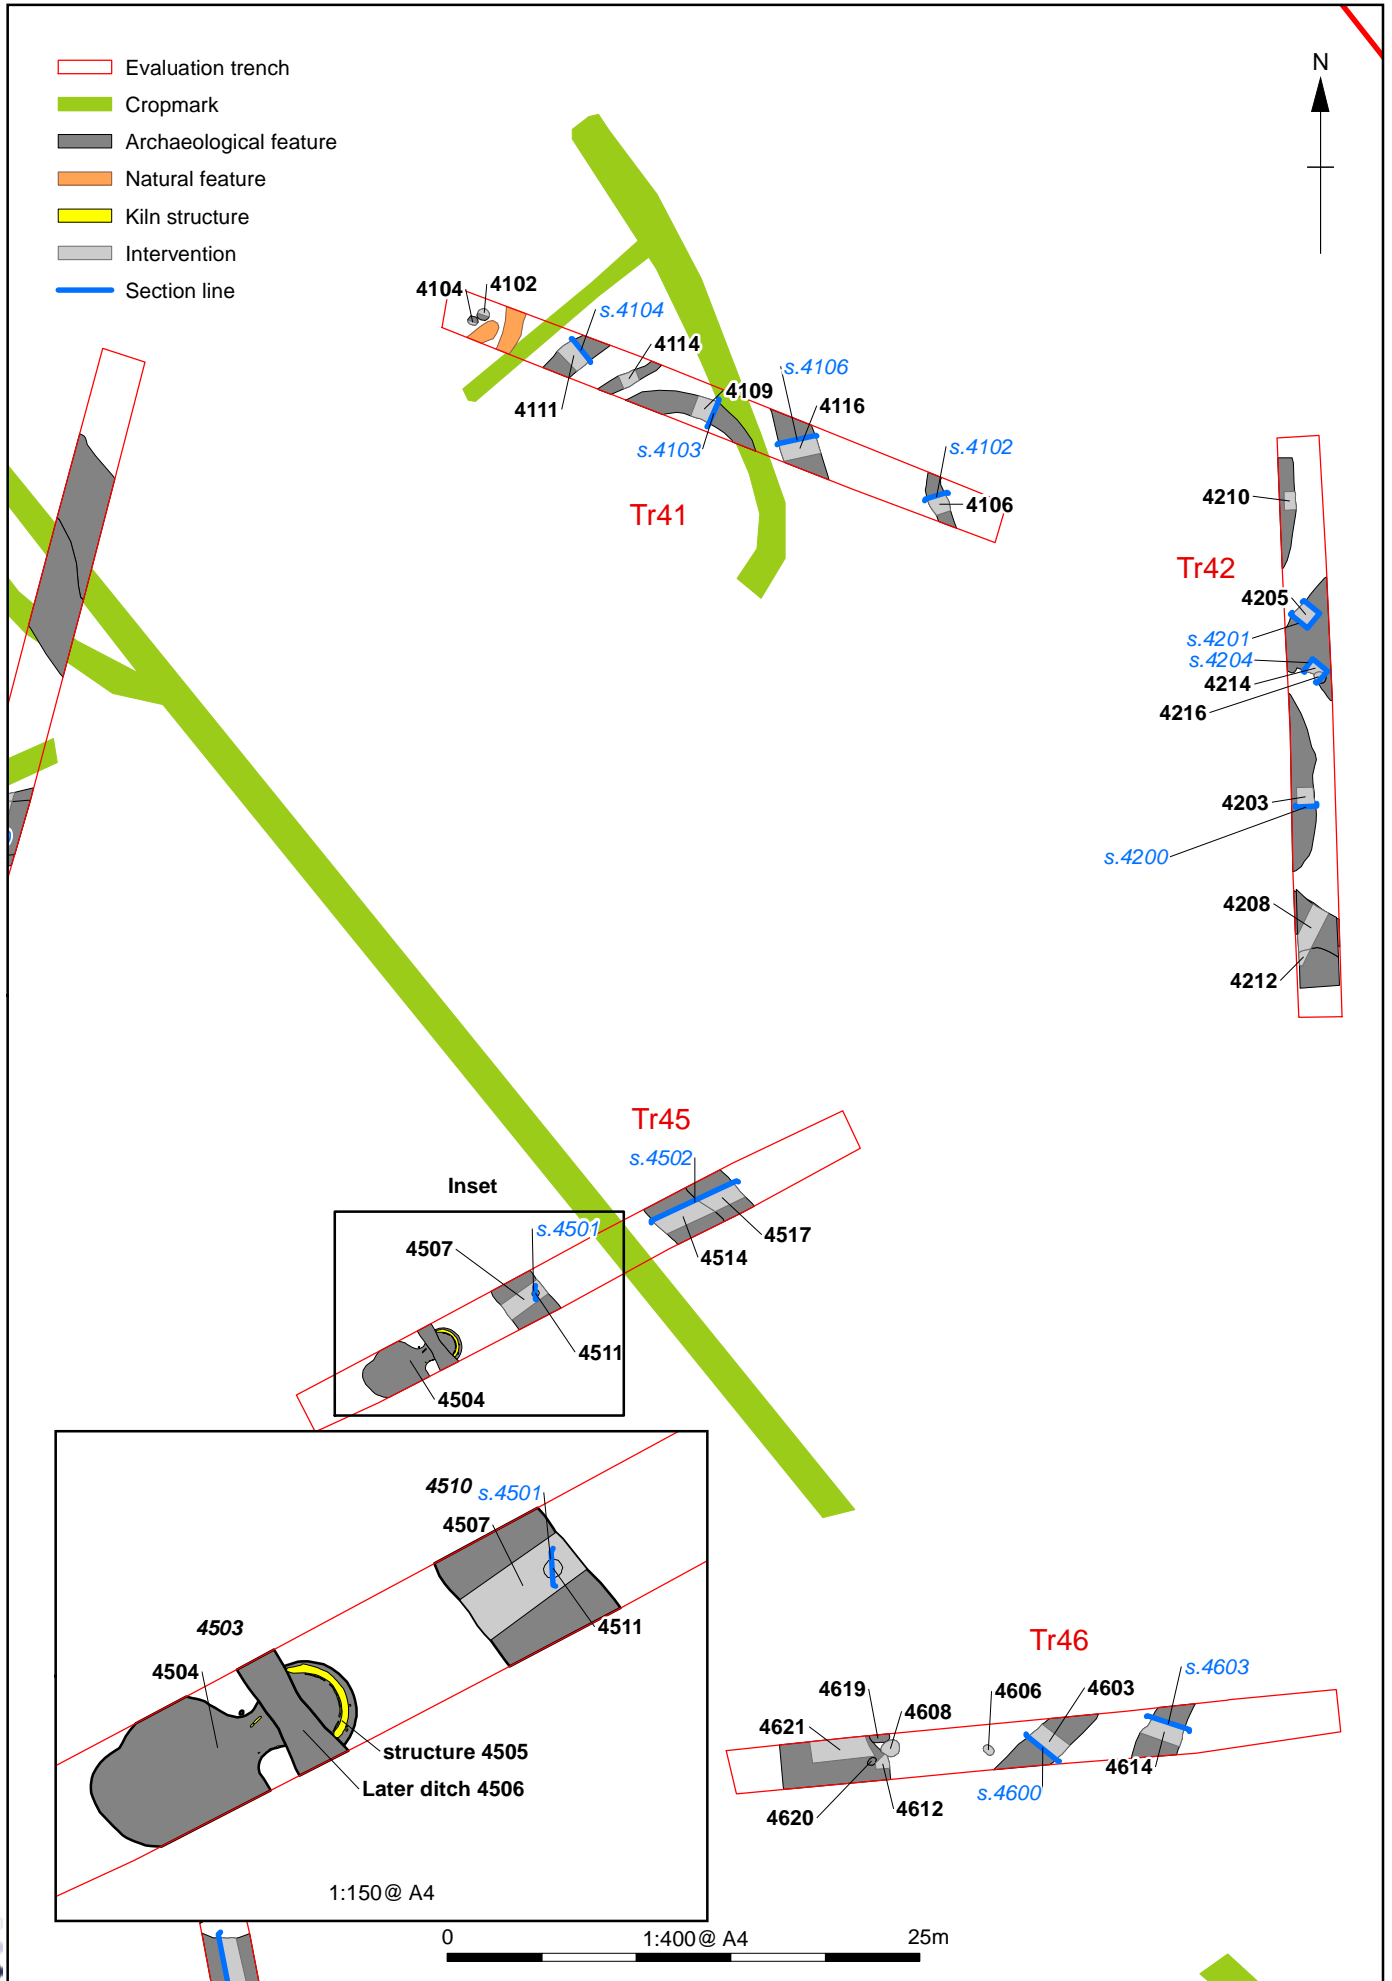 Evaluation trench
Cropmark
Archaeological feature
Natural feature
Kiln structure
Intervention
Section line
N
4104
4102
s.4104
4114
4111
4109
s.4103
s.4106
4116
s.4102
4106
Tr41
4210
Tr42
4205
s.4201
s.4204
4214
4216
4203
s.4200
4208
4212
Tr45
s.4502
Inset
s.4501
4507
4517
4514
4511
4504
4510
s.4501
4507
4511
4503
4504
structure 4505
Later ditch 4506
1:150@ A4
Tr46
s.4603
4619
4608
4606
4603
4621
4614
s.4600
4620
4612
0
1:400@ A4
25m